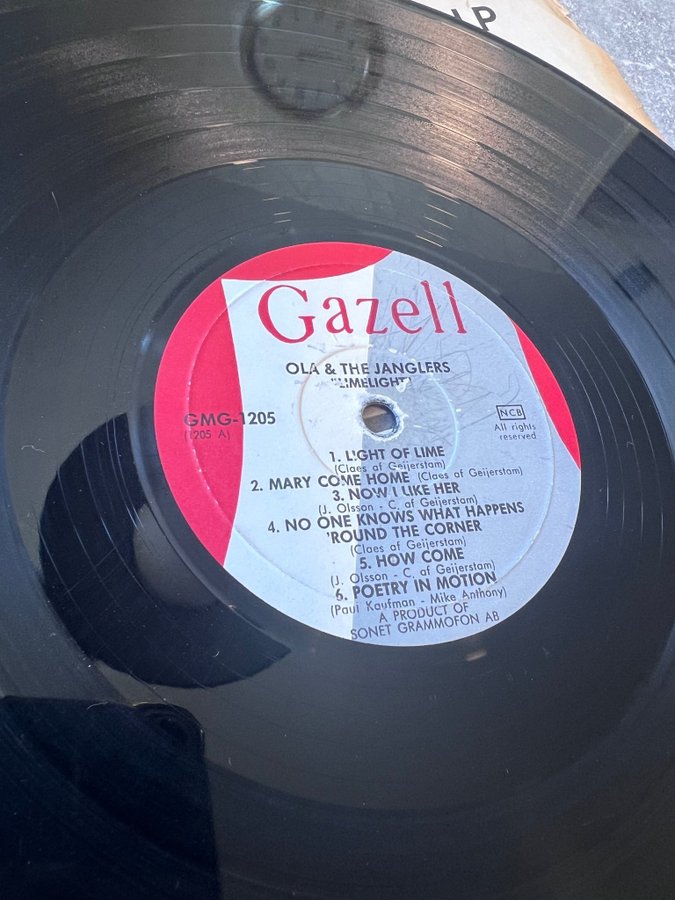 LP
Gazell
OLA & THE JANGLERS
"LIMELIGHT"
GMG-1205
(1205 A)
NCB
All rights
reserved
1. LIGHT OF LIME
(Claes af Geijerstam)
2. MARY COME HOME (Claes af Geijerstam)
3. NOW I LIKE HER
(J. Olsson - C. af Geijerstam)
4. NO ONE KNOWS WHAT HAPPENS
'ROUND THE CORNER
(Claes af Geijerstam)
5. HOW COME
(J. Olsson - C. af Geijerstam)
6. POETRY IN MOTION
(Paul Kaufman - Mike Anthony)
A PRODUCT OF
SONET GRAMMOFON AB